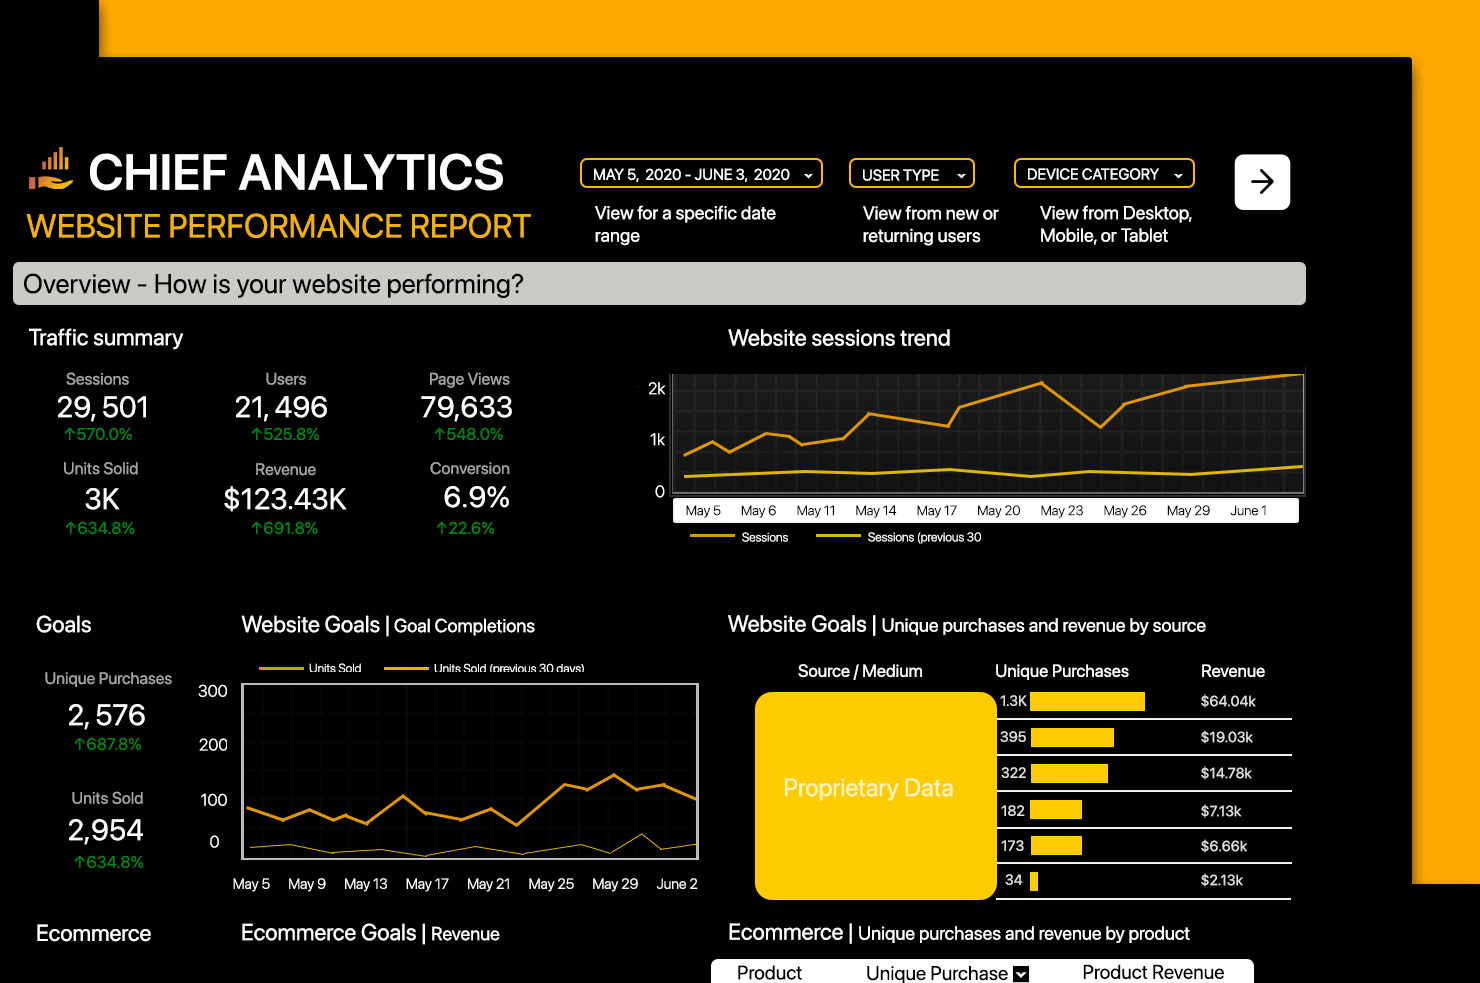 CHIEF ANALYTICS
WEBSITE PERFORMANCE REPORT
MAY 5, 2020 - JUNE 3, 2020
View for a specific date
range
USER TYPE
View from new or
returning users
DEVICE CATEGORY
View from Desktop,
Mobile, or Tablet
Overview - How is your website performing?
Traffic summary
Sessions
29, 501
↑570.0%
Users
21, 496
↑525.8%
Page Views
79,633
↑548.0%
Units Solid
3K
↑634.8%
Revenue
$123.43K
↑691.8%
Conversion
6.9%
↑22.6%
Website sessions trend
2k
1k
0
May 5 May 6 May 11 May 14 May 17 May 20 May 23 May 26 May 29 June 1
Sessions Sessions (previous 30
Goals
Unique Purchases
2, 576
↑687.8%
Units Sold
2,954
↑634.8%
Website Goals | Goal Completions
Units Sold Units Sold (previous 30 days)
300
200
100
0
May 5 May 9 May 13 May 17 May 21 May 25 May 29 June 2
Website Goals | Unique purchases and revenue by source
Source / Medium Unique Purchases Revenue
Proprietary Data
1.3K $64.04k
395 $19.03k
322 $14.78k
182 $7.13k
173 $6.66k
34 $2.13k
Ecommerce
Ecommerce Goals | Revenue
Ecommerce | Unique purchases and revenue by product
Product Unique Purchase Product Revenue